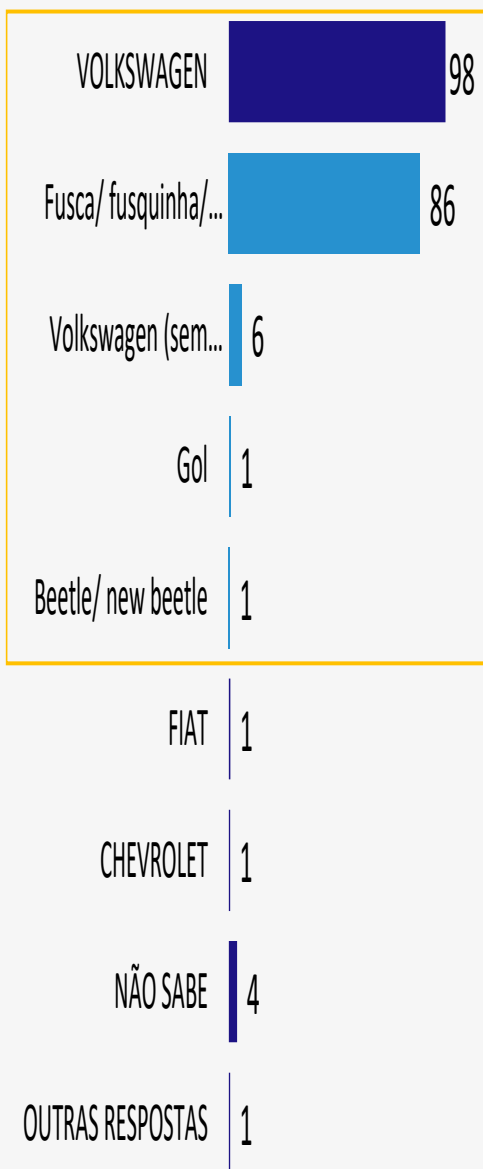 VOLKSWAGEN 98
Fusca/ fusquinha/... 86
Volkswagen (sem... 6
Gol 1
Beetle/ new beetle 1
FIAT 1
CHEVROLET 1
NÃO SABE 4
OUTRAS RESPOSTAS 1